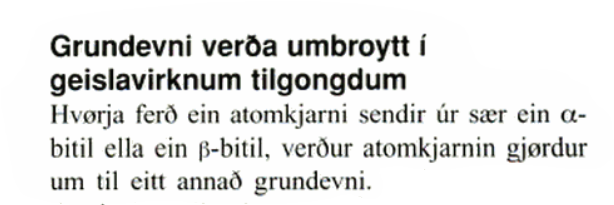 Grundevni verða umbroytt í
geislavirknum tilgongdum
Hvørja ferð ein atomkjarni sendir úr sær ein α-
bitil ella ein β-bitil, verður atomkjarnin gjørdur
um til eitt annað grundevni.